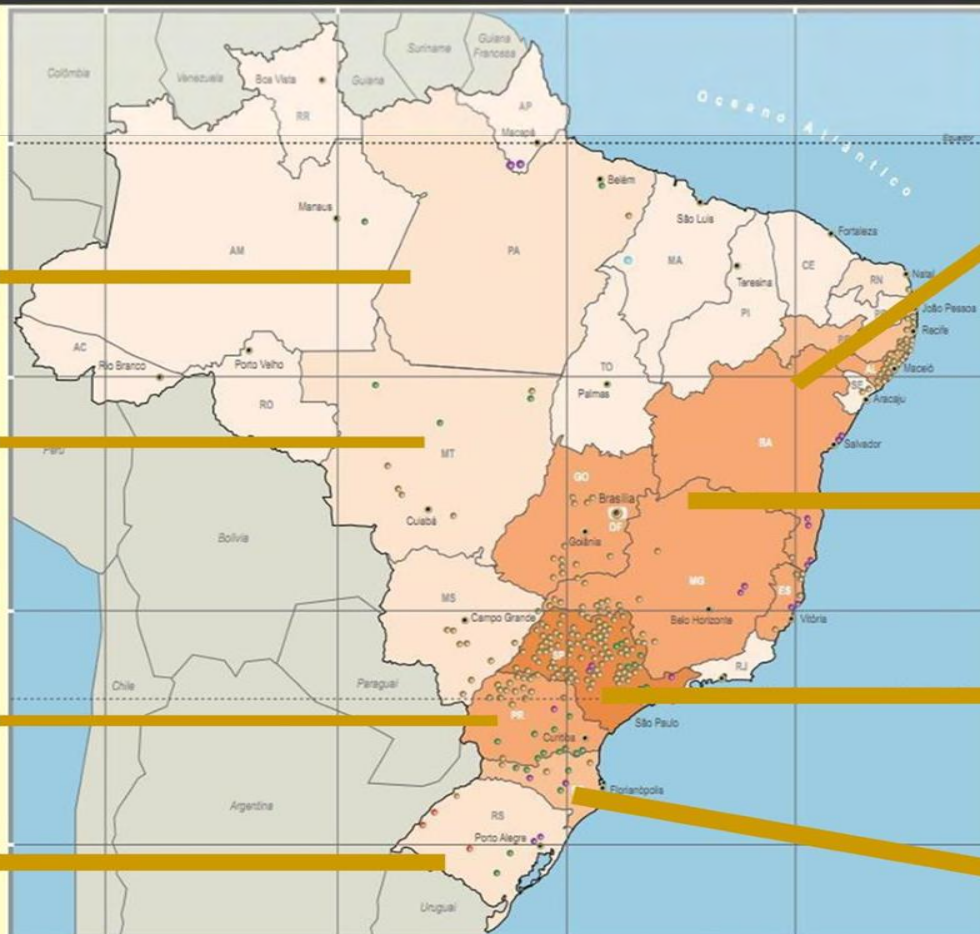 Colômbia
Venezuela
Boa Vista
RR
Guiana
Suriname
Guiana
Francesa
AP
Macapá
Oceano Atlântico
Equador
Belém
Manaus
São Luis
Fortaleza
AM
PA
MA
CE
RN
Natal
Teresina
João Pessoa
PI
Recife
AC
Rio Branco
Porto Velho
TO
AL
Maceió
RO
Palmas
SE
Aracaju
Peru
MT
BA
Salvador
GO
Brasília
DF
Cuiabá
Goiânia
Bolívia
MG
MS
ES
Campo Grande
Belo Horizonte
Vitória
SP
RJ
Chile
Paraguai
PR
São Paulo
Curitiba
Florianópolis
Argentina
RS
Porto Alegre
Uruguai